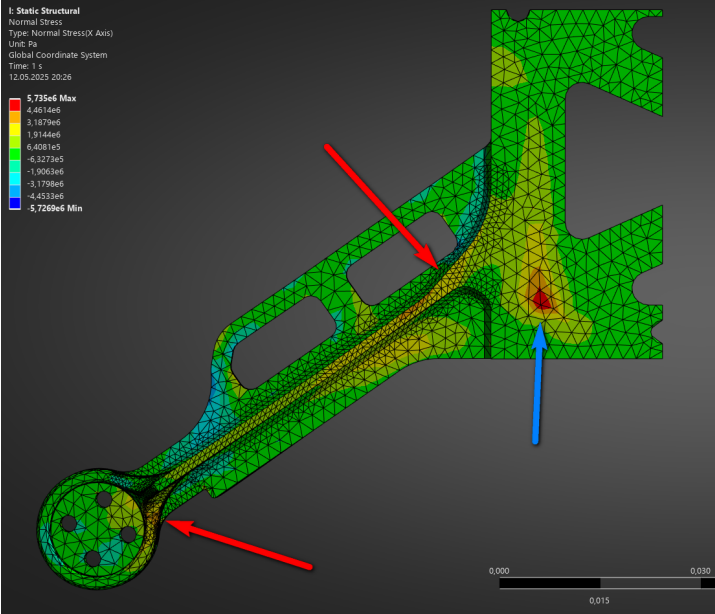 I: Static Structural
Normal Stress
Type: Normal Stress(X Axis)
Unit: Pa
Global Coordinate System
Time: 1 s
12.05.2025 20:26
5,735e6 Max
4,4614e6
3,1879e6
1,9144e6
6,4081e5
-6,3273e5
-1,9063e6
-3,1798e6
-4,4533e6
-5,7269e6 Min
0,000
0,030
0,015